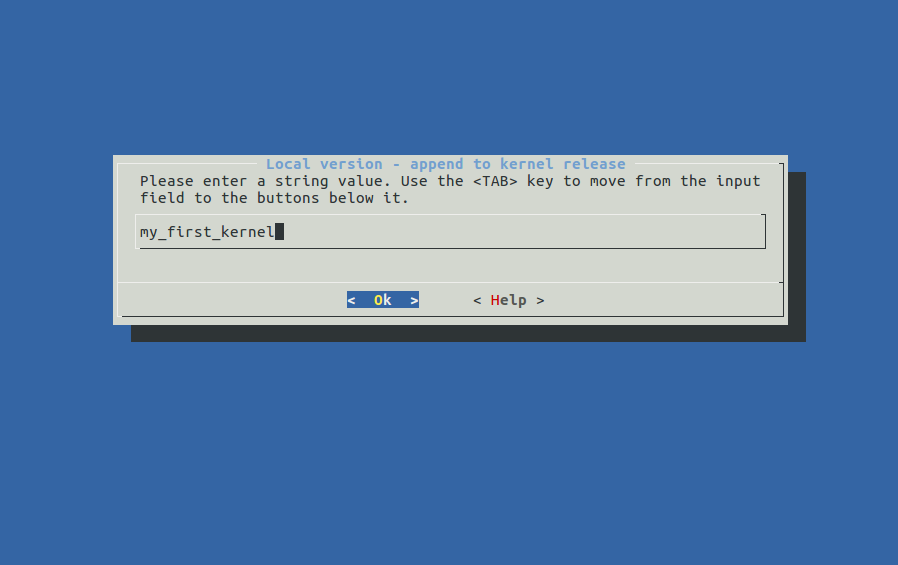 Local version - append to kernel release
Please enter a string value. Use the <TAB> key to move from the input
field to the buttons below it.
my_first_kernel
< Ok > < Help >